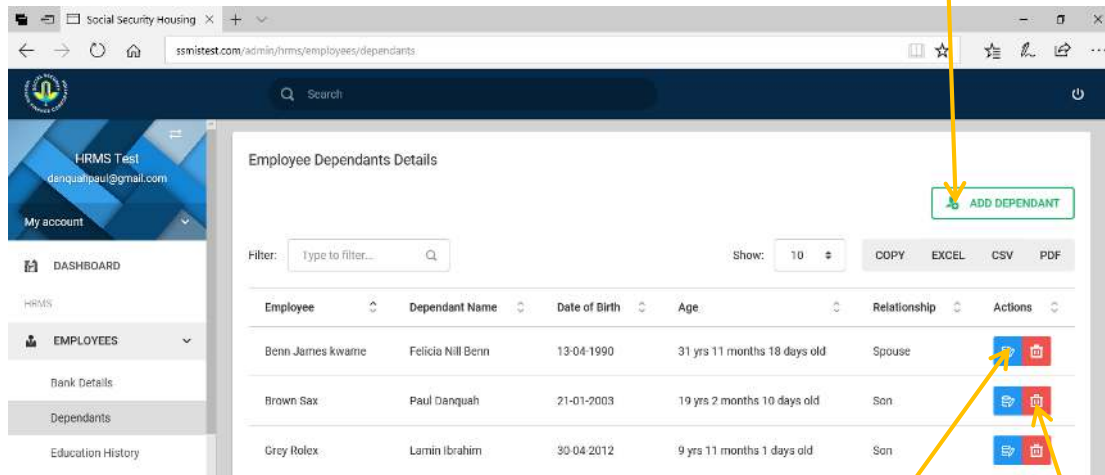 Social Security Housing
ssmistest.com/admin/hrms/employees/dependants
Search
HRMS Test
danquahpaul@gmail.com
My account
DASHBOARD
HRMS
EMPLOYEES
Bank Details
Dependants
Education History
Employee Dependants Details
ADD DEPENDANT
Filter: Type to filter... Show: 10 COPY EXCEL CSV PDF
Employee Dependant Name Date of Birth Age Relationship Actions
Benn James kwame Felicia Nill Benn 13-04-1990 31 yrs 11 months 18 days old Spouse
Brown Sax Paul Danquah 21-01-2003 19 yrs 2 months 10 days old Son
Grey Rolex Lamin Ibrahim 30-04-2012 9 yrs 11 months 1 days old Son